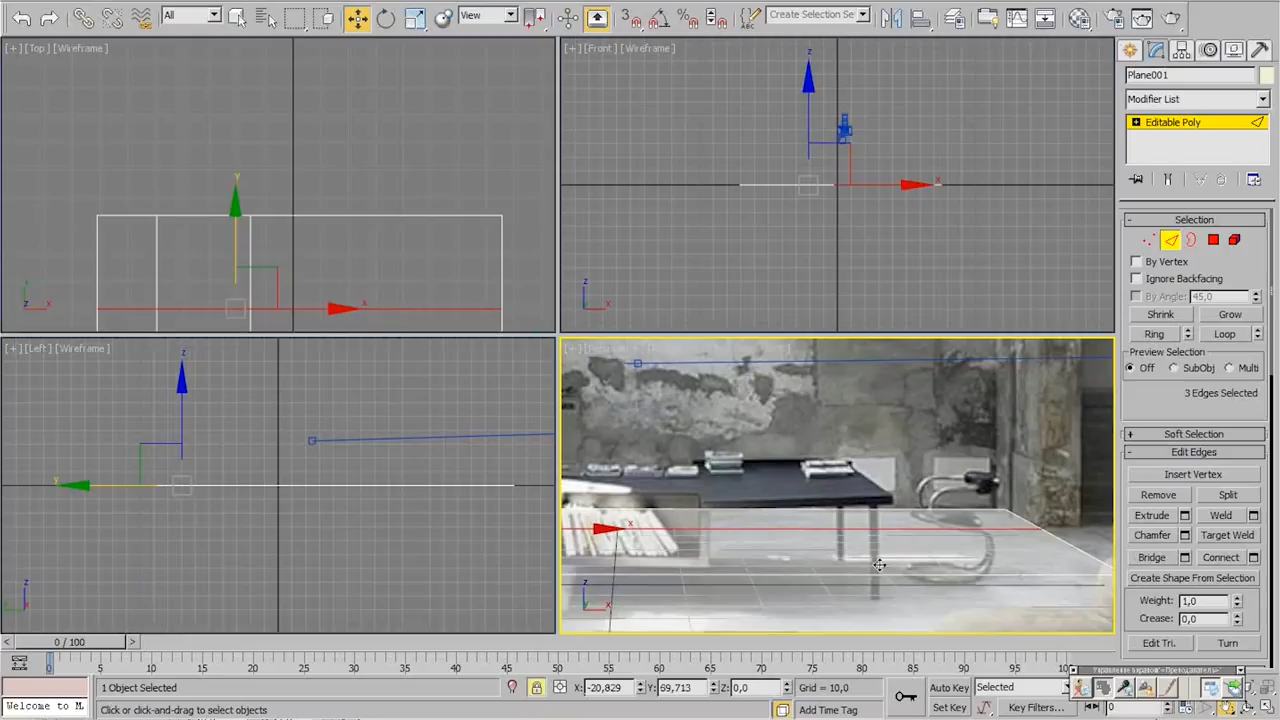 All
View
3
Create Selection Se
[+] [Top] [Wireframe]
[+] [Front] [Wireframe]
y
x
z
x
z
x
z
x
[+] [Left] [Wireframe]
[+]
z
y
z
x
z
x
Plane001
Modifier List
Editable Poly
Selection
By Vertex
Ignore Backfacing
By Angle: 45,0
Shrink Grow
Ring Loop
Preview Selection
Off SubObj Multi
3 Edges Selected
Soft Selection
Edit Edges
Insert Vertex
Remove Split
Extrude Weld
Chamfer Target Weld
Bridge Connect
Create Shape From Selection
Weight: 1,0
Crease: 0,0
Edit Tri. Turn
< 0 / 100 >
0 5 10 15 20 25 30 35 40 45 50 55 60 65 70 75 80 85 90 95 100
1 Object Selected X: -20,829 Y: 69,713 Z: 0,0 Grid = 10,0 Auto Key Selected
Welcome to M. Click or click-and-drag to select objects Add Time Tag Set Key Key Filters... 0